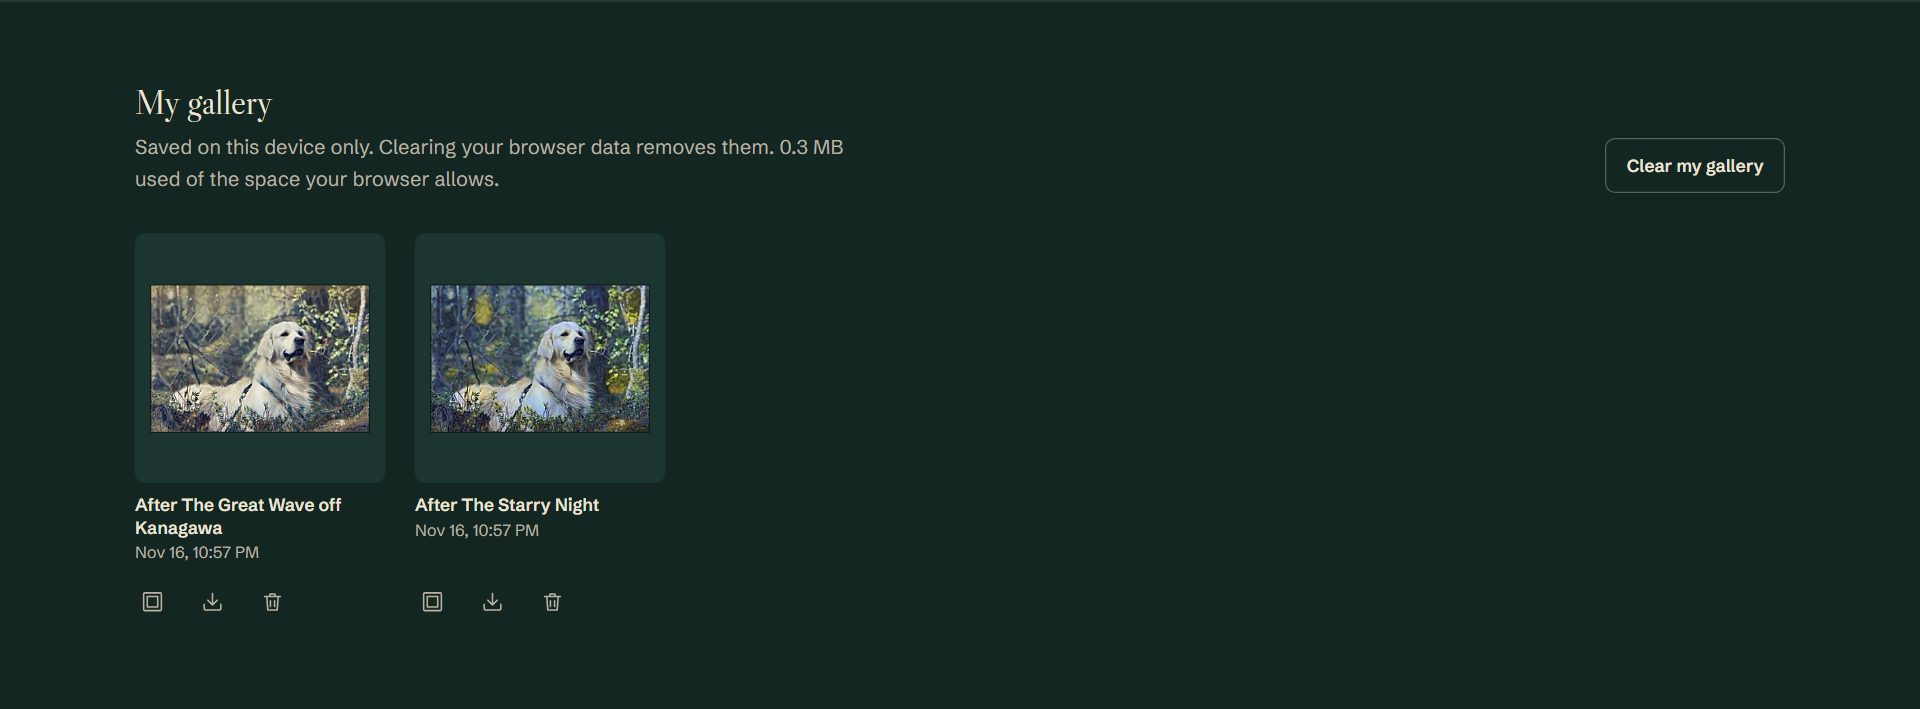 My gallery
Saved on this device only. Clearing your browser data removes them. 0.3 MB
used of the space your browser allows.
Clear my gallery
After The Great Wave off
Kanagawa
Nov 16, 10:57 PM
After The Starry Night
Nov 16, 10:57 PM